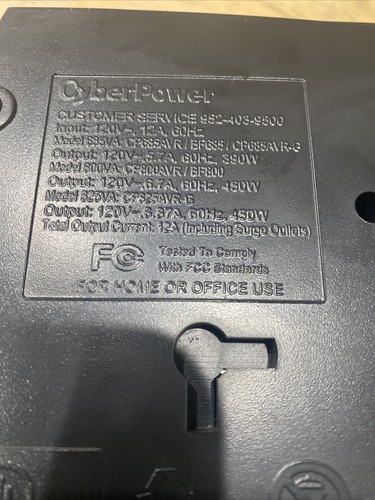 CyberPower
CUSTOMER SERVICE 952-403-9500
Input: 120V~, 12A, 60Hz
Model 685VA: CP685AVR / BF685 / CP685AVR-G
Output: 120V~, 5.7A, 60Hz, 390W
Model 800VA: CP800AVR / BF800
Output: 120V~, 6.7A, 60Hz, 450W
Model 825VA: CP825AVR-G
Output: 120V~, 6.87A, 60Hz, 450W
Total Output Current: 12A (Including Surge Outlets)
FC Tested To Comply
With FCC Standards
FOR HOME OR OFFICE USE